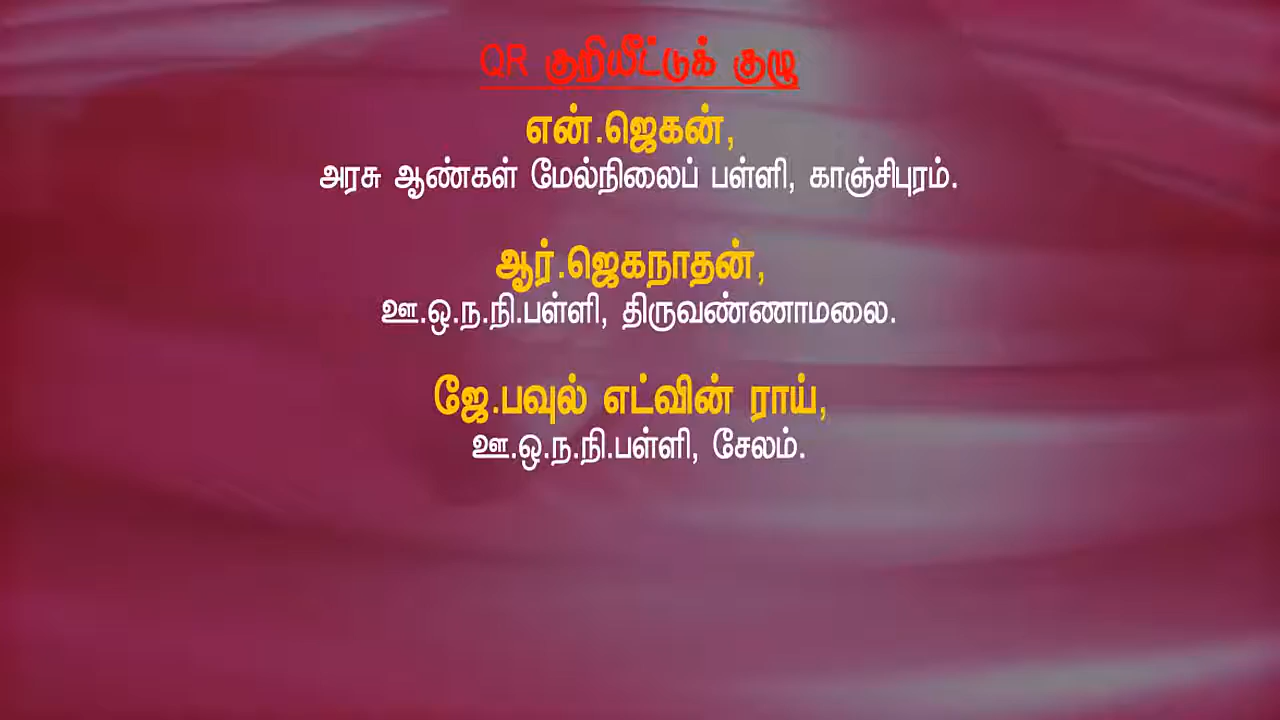 QR குறியீட்டுக் குழு
என்.ஜெகன்,
அரசு ஆண்கள் மேல்நிலைப் பள்ளி, காஞ்சிபுரம்.
ஆர்.ஜெகநாதன்,
ஊ.ஒ.ந.நி.பள்ளி, திருவண்ணாமலை.
ஜே.பவுல் எட்வின் ராய்,
ஊ.ஒ.ந.நி.பள்ளி, சேலம்.